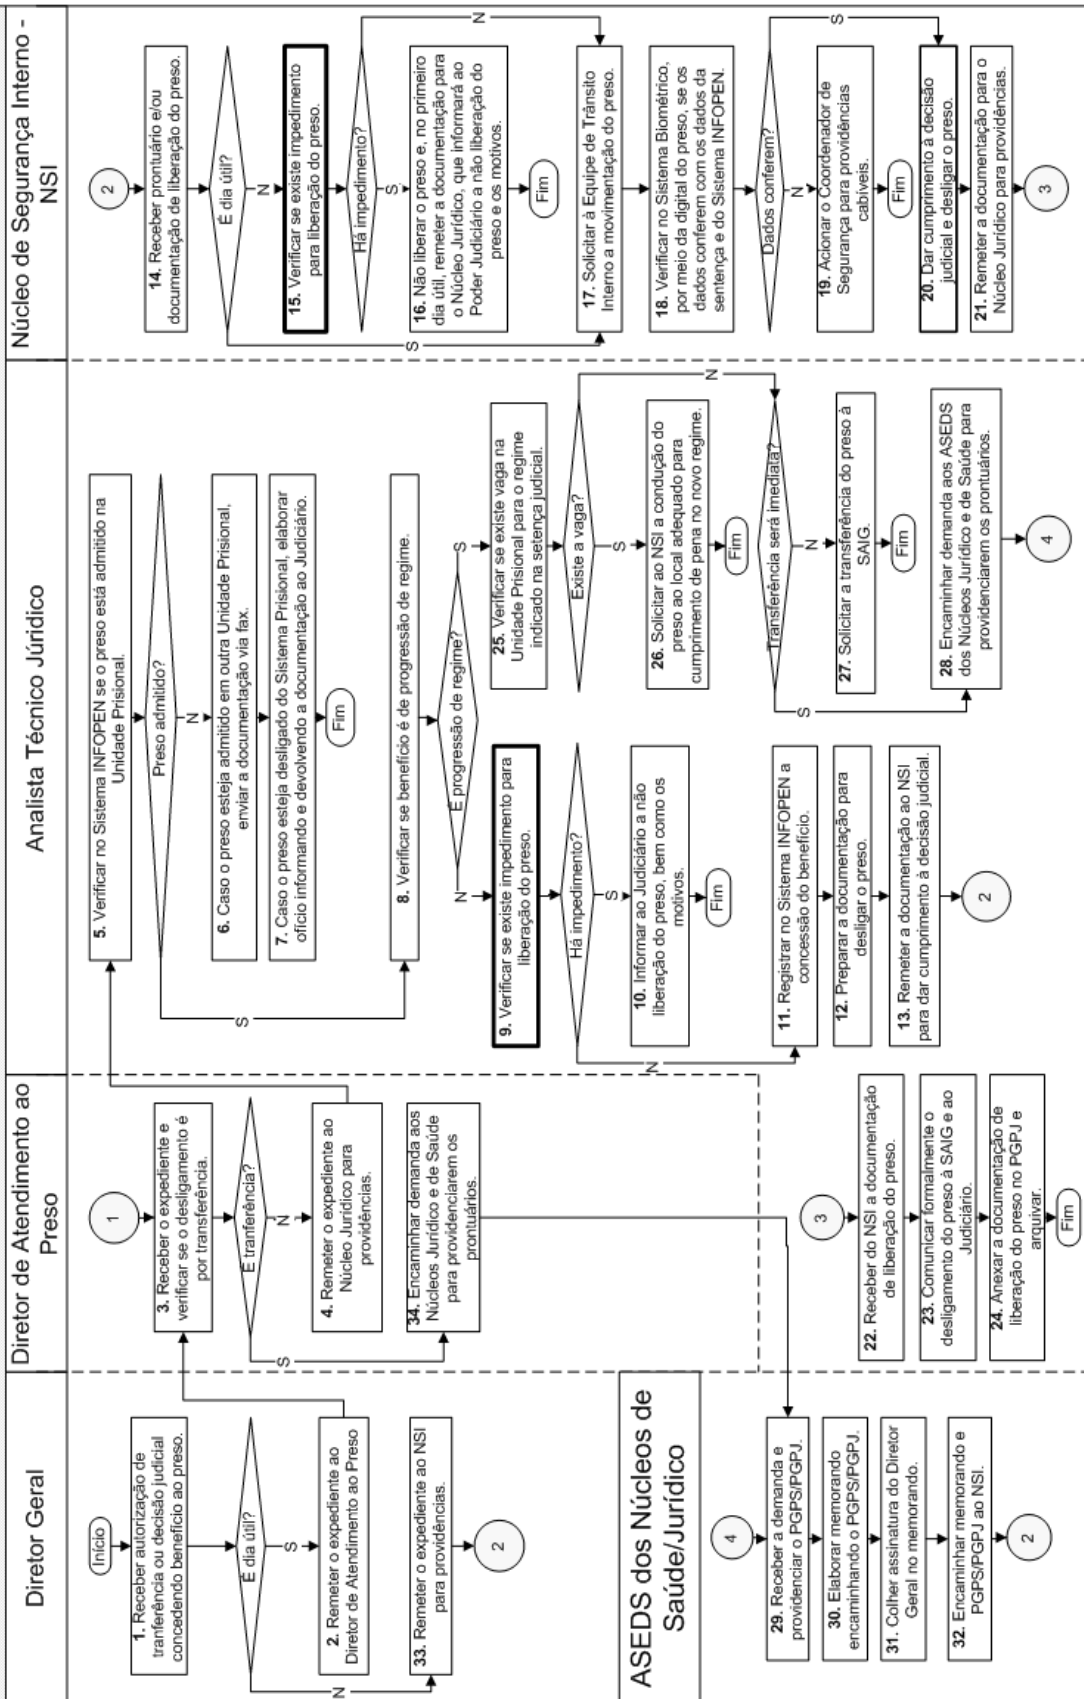 Diretor Geral
Início
1. Receber autorização de
tranferência ou decisão judicial
concedendo benefício ao preso.
É dia útil?
S
N
2. Remeter o expediente ao
Diretor de Atendimento ao Preso
33. Remeter o expediente ao NSI
para providências.
2
Diretor de Atendimento ao
Preso
1
3. Receber o expediente e
verificar se o desligamento é
por transferência.
É tranferência?
N
S
4. Remeter o expediente ao
Núcleo Jurídico para
providências.
34. Encaminhar demanda aos
Núcleos Jurídico e de Saúde
para providenciarem os
prontuários.
Analista Técnico Júridico
5. Verificar no Sistema INFOPEN se o preso está admitido na
Unidade Prisional.
Preso admitido?
N
S
6. Caso o preso esteja admitido em outra Unidade Prisional,
enviar a documentação via fax.
7. Caso o preso esteja desligado do Sistema Prisional, elaborar
ofício informando e devolvendo a documentação ao Judiciário.
Fim
8. Verificar se benefício é de progressão de regime.
É progressão de regime?
N
S
9. Verificar se existe impedimento para
liberação do preso.
Há impedimento?
S
N
10. Informar ao Judiciário a não
liberação do preso, bem como os
motivos.
Fim
11. Registrar no Sistema INFOPEN a
concessão do benefício.
12. Preparar a documentação para
desligar o preso.
13. Remeter a documentação ao NSI
para dar cumprimento à decisão judicial.
2
25. Verificar se existe vaga na
Unidade Prisional para o regime
indicado na setença judicial.
Existe a vaga?
S
N
26. Solicitar ao NSI a condução do
preso ao local adequado para
cumprimento de pena no novo regime.
Fim
Transferência será imediata?
N
S
27. Solicitar a transferência do preso à
SAIG.
Fim
28. Encaminhar demanda aos ASEDS
dos Núcleos Jurídico e de Saúde para
providenciarem os prontuários.
4
Núcleo de Segurança Interno -
NSI
2
14. Receber prontuário e/ou
documentação de liberação do preso.
É dia útil?
N
S
15. Verificar se existe impedimento
para liberação do preso.
Há impedimento?
S
N
16. Não liberar o preso e, no primeiro
dia útil, remeter a documentação para
o Núcleo Jurídico, que informará ao
Poder Judiciário a não liberação do
preso e os motivos.
Fim
17. Solicitar à Equipe de Trânsito
Interno a movimentação do preso.
18. Verificar no Sistema Biométrico,
por meio da digital do preso, se os
dados conferem com os dados da
sentença e do Sistema INFOPEN.
Dados conferem?
N
S
19. Acionar o Coordenador de
Segurança para providências
cabíveis.
Fim
20. Dar cumprimento à decisão
judicial e desligar o preso.
21. Remeter a documentação para o
Núcleo Jurídico para providências.
3
ASEDS dos Núcleos de
Saúde/Jurídico
4
29. Receber a demanda e
providenciar o PGPS/PGPJ.
30. Elaborar memorando
encaminhando o PGPS/PGPJ.
31. Colher assinatura do Diretor
Geral no memorando.
32. Encaminhar memorando e
PGPS/PGPJ ao NSI.
2
3
22. Receber do NSI a documentação
de liberação do preso.
23. Comunicar formalmente o
desligamento do preso à SAIG e ao
Judiciário.
24. Anexar a documentação de
liberação do preso no PGPJ e
arquivar.
Fim